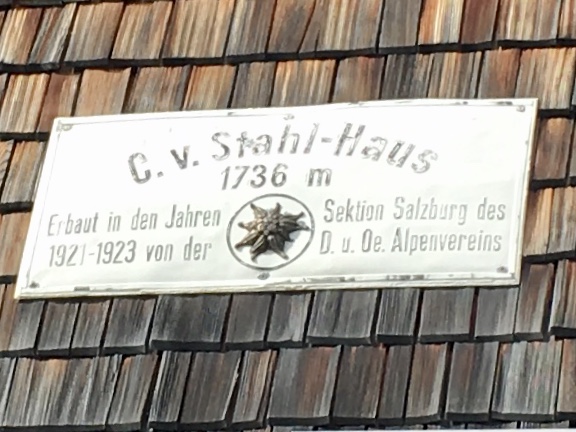 C. v. Stahl-Haus
1736 m
Erbaut in den Jahren
1921-1923 von der
Sektion Salzburg des
D. u. Oe. Alpenvereins